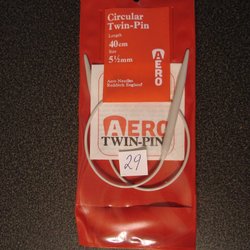 Circular
Twin-Pin
Length
40cm
Size
5½mm
AERO
Aero Needles
Redditch England
AERO
TWIN-PIN
29